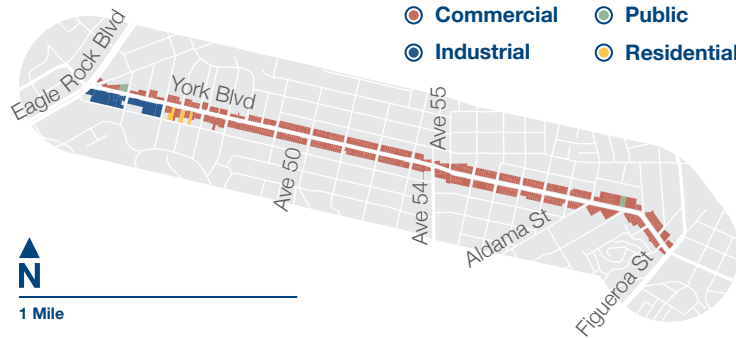 Commercial
Public
Industrial
Residential
Eagle Rock Blvd
York Blvd
Ave 55
Ave 50
Ave 54
Aldama St
Figueroa St
N
1 Mile